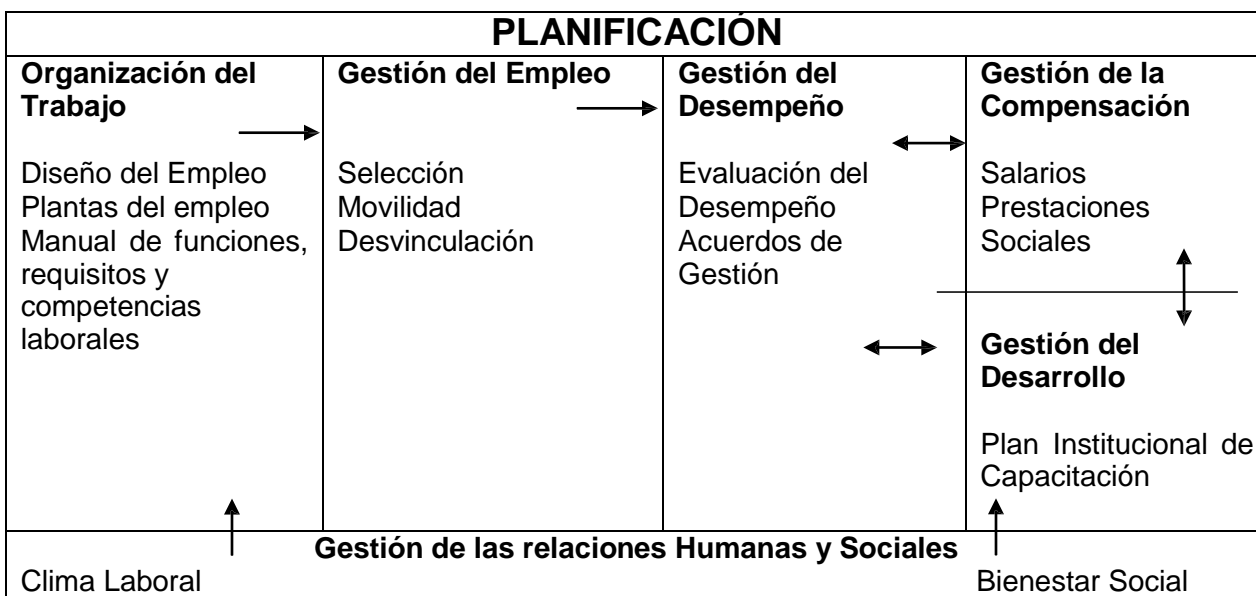 PLANIFICACIÓN
Organización del
Trabajo
Diseño del Empleo
Plantas del empleo
Manual de funciones,
requisitos y
competencias
laborales
Gestión del Empleo
Selección
Movilidad
Desvinculación
Gestión del
Desempeño
Evaluación del
Desempeño
Acuerdos de
Gestión
Gestión de la
Compensación
Salarios
Prestaciones
Sociales
Gestión del
Desarrollo
Plan Institucional de
Capacitación
Gestión de las relaciones Humanas y Sociales
Clima Laboral
Bienestar Social